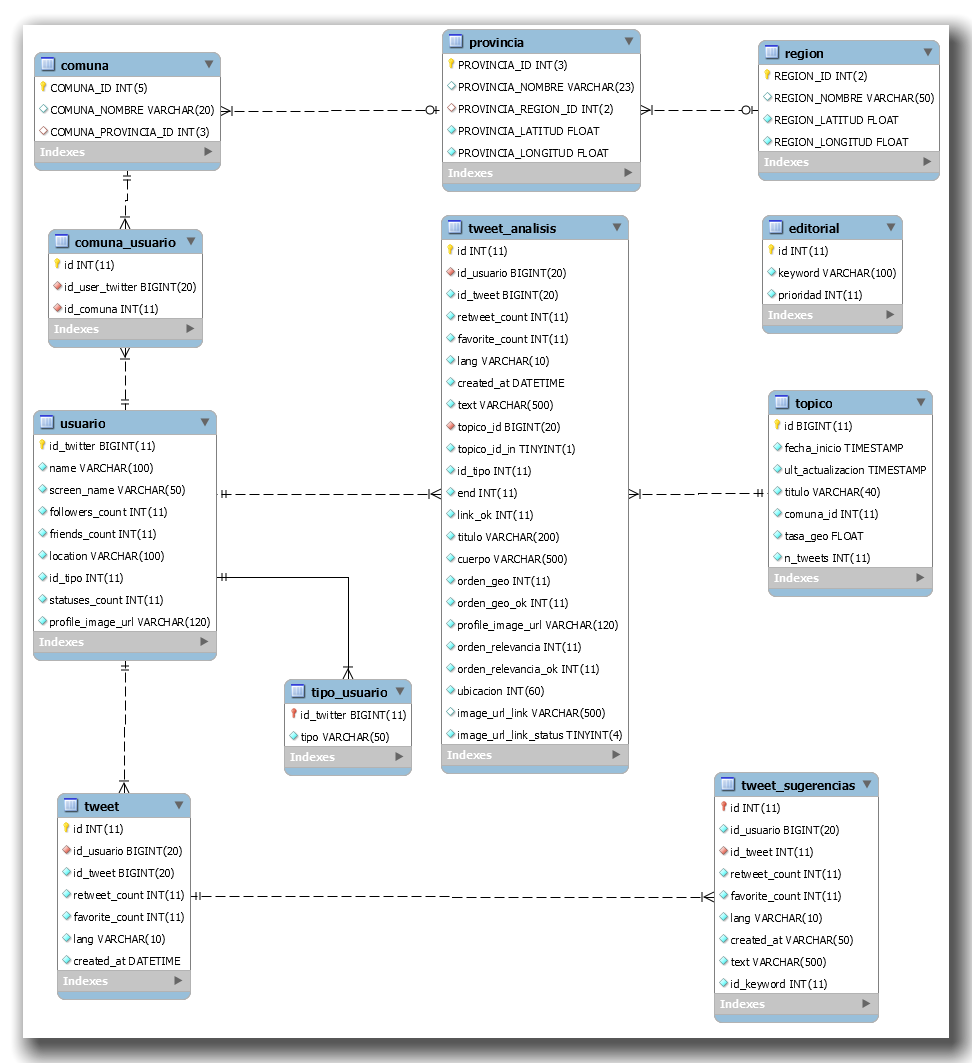 comuna
COMUNA_ID INT(5)
COMUNA_NOMBRE VARCHAR(20)
COMUNA_PROVINCIA_ID INT(3)
Indexes
provincia
PROVINCIA_ID INT(3)
PROVINCIA_NOMBRE VARCHAR(23)
PROVINCIA_REGION_ID INT(2)
PROVINCIA_LATITUD FLOAT
PROVINCIA_LONGITUD FLOAT
Indexes
region
REGION_ID INT(2)
REGION_NOMBRE VARCHAR(50)
REGION_LATITUD FLOAT
REGION_LONGITUD FLOAT
Indexes
comuna_usuario
id INT(11)
id_user_twitter BIGINT(20)
id_comuna INT(11)
Indexes
tweet_analisis
id INT(11)
id_usuario BIGINT(20)
id_tweet BIGINT(20)
retweet_count INT(11)
favorite_count INT(11)
lang VARCHAR(10)
created_at DATETIME
text VARCHAR(500)
topico_id BIGINT(20)
topico_id_in TINYINT(1)
id_tipo INT(11)
end INT(11)
link_ok INT(11)
titulo VARCHAR(200)
cuerpo VARCHAR(500)
orden_geo INT(11)
orden_geo_ok INT(11)
profile_image_url VARCHAR(120)
orden_relevancia INT(11)
orden_relevancia_ok INT(11)
ubicacion INT(60)
image_url_link VARCHAR(500)
image_url_link_status TINYINT(4)
Indexes
editorial
id INT(11)
keyword VARCHAR(100)
prioridad INT(11)
Indexes
usuario
id_twitter BIGINT(11)
name VARCHAR(100)
screen_name VARCHAR(50)
followers_count INT(11)
friends_count INT(11)
location VARCHAR(100)
id_tipo INT(11)
statuses_count INT(11)
profile_image_url VARCHAR(120)
Indexes
topico
id BIGINT(11)
fecha_inicio TIMESTAMP
ult_actualizacion TIMESTAMP
titulo VARCHAR(40)
comuna_id INT(11)
tasa_geo FLOAT
n_tweets INT(11)
Indexes
tipo_usuario
id_twitter BIGINT(11)
tipo VARCHAR(50)
Indexes
tweet
id INT(11)
id_usuario BIGINT(20)
id_tweet BIGINT(20)
retweet_count INT(11)
favorite_count INT(11)
lang VARCHAR(10)
created_at DATETIME
Indexes
tweet_sugerencias
id INT(11)
id_usuario BIGINT(20)
id_tweet INT(11)
retweet_count INT(11)
favorite_count INT(11)
lang VARCHAR(10)
created_at VARCHAR(50)
text VARCHAR(500)
id_keyword INT(11)
Indexes